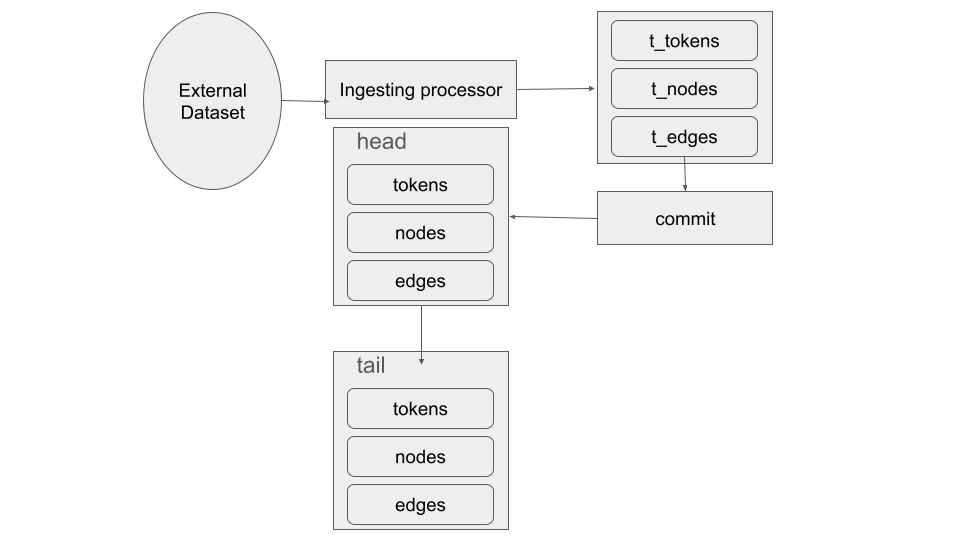 External
Dataset
Ingesting processor
t_tokens
t_nodes
t_edges
commit
head
tokens
nodes
edges
tail
tokens
nodes
edges